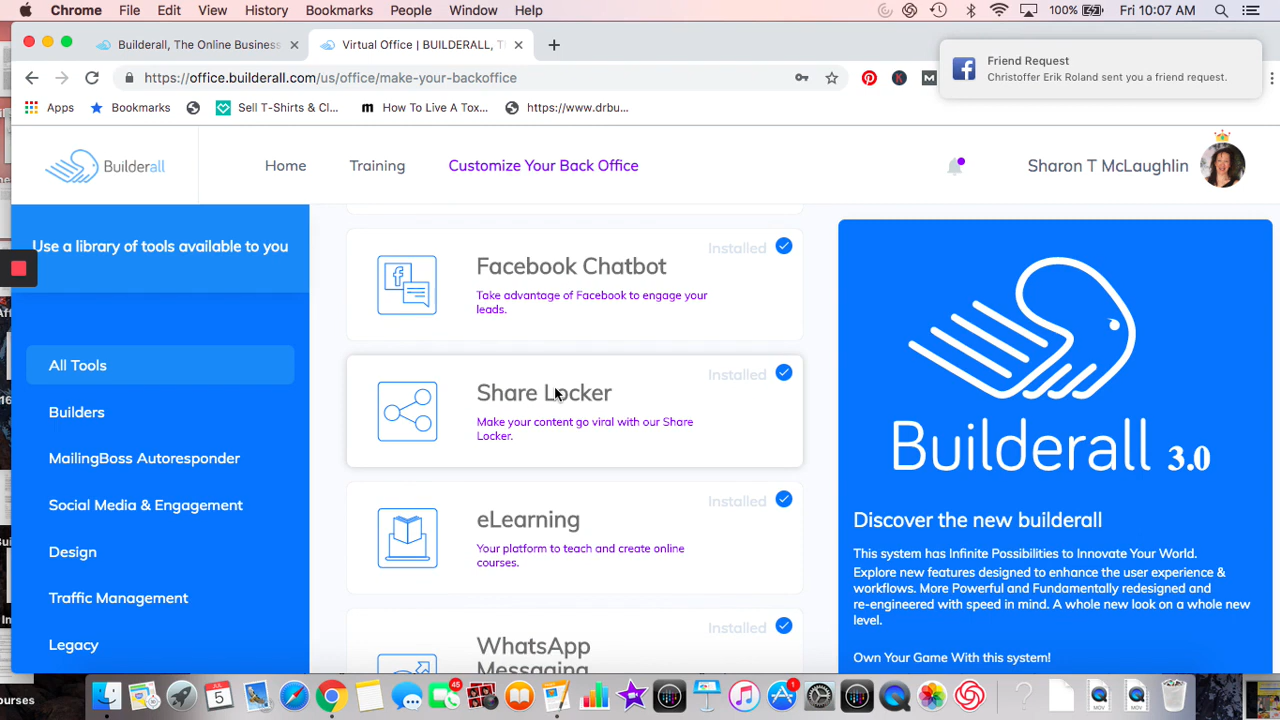 Chrome File Edit View History Bookmarks People Window Help 100% Fri 10:07 AM
Builderall, The Online Business Virtual Office | BUILDERALL, T
https://office.builderall.com/us/office/make-your-backoffice
Friend Request
Christoffer Erik Roland sent you a friend request.
Apps Bookmarks Sell T-Shirts & Cl... How To Live A Tox... https://www.drbu...
Builderall Home Training Customize Your Back Office Sharon T McLaughlin
Use a library of tools available to you
All Tools
Builders
MailingBoss Autoresponder
Social Media & Engagement
Design
Traffic Management
Legacy
Installed
Facebook Chatbot
Take advantage of Facebook to engage your
leads.
Installed
Share Locker
Make your content go viral with our Share
Locker.
Installed
eLearning
Your platform to teach and create online
courses.
Installed
WhatsApp
Messaging
Builderall 3.0
Discover the new builderall
This system has Infinite Possibilities to Innovate Your World.
Explore new features designed to enhance the user experience &
workflows. More Powerful and Fundamentally redesigned and
re-engineered with speed in mind. A whole new look on a whole new
level.
Own Your Game With this system!
ourses
5
45
1
MOV
MOV